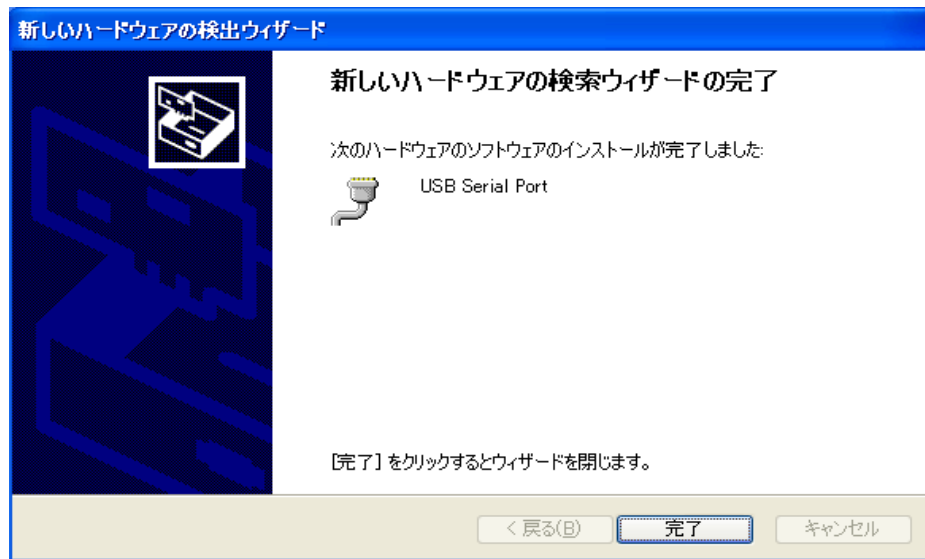 新しいハードウェアの検出ウィザード
新しいハードウェアの検索ウィザードの完了
次のハードウェアのソフトウェアのインストールが完了しました:
USB Serial Port
[完了] をクリックするとウィザードを閉じます。
< 戻る(B)
完了
キャンセル